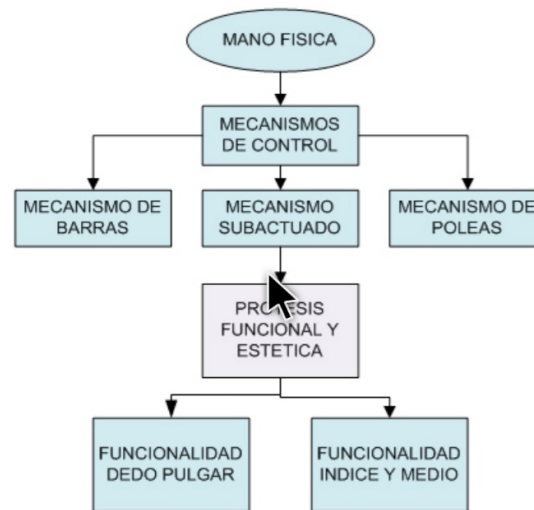 MANO FISICA
MECANISMOS
DE CONTROL
MECANISMO DE
BARRAS
MECANISMO
SUBACTUADO
MECANISMO DE
POLEAS
FUNCIONAL Y
ESTETICA
FUNCIONALIDAD
DEDO PULGAR
FUNCIONALIDAD
INDICE Y MEDIO